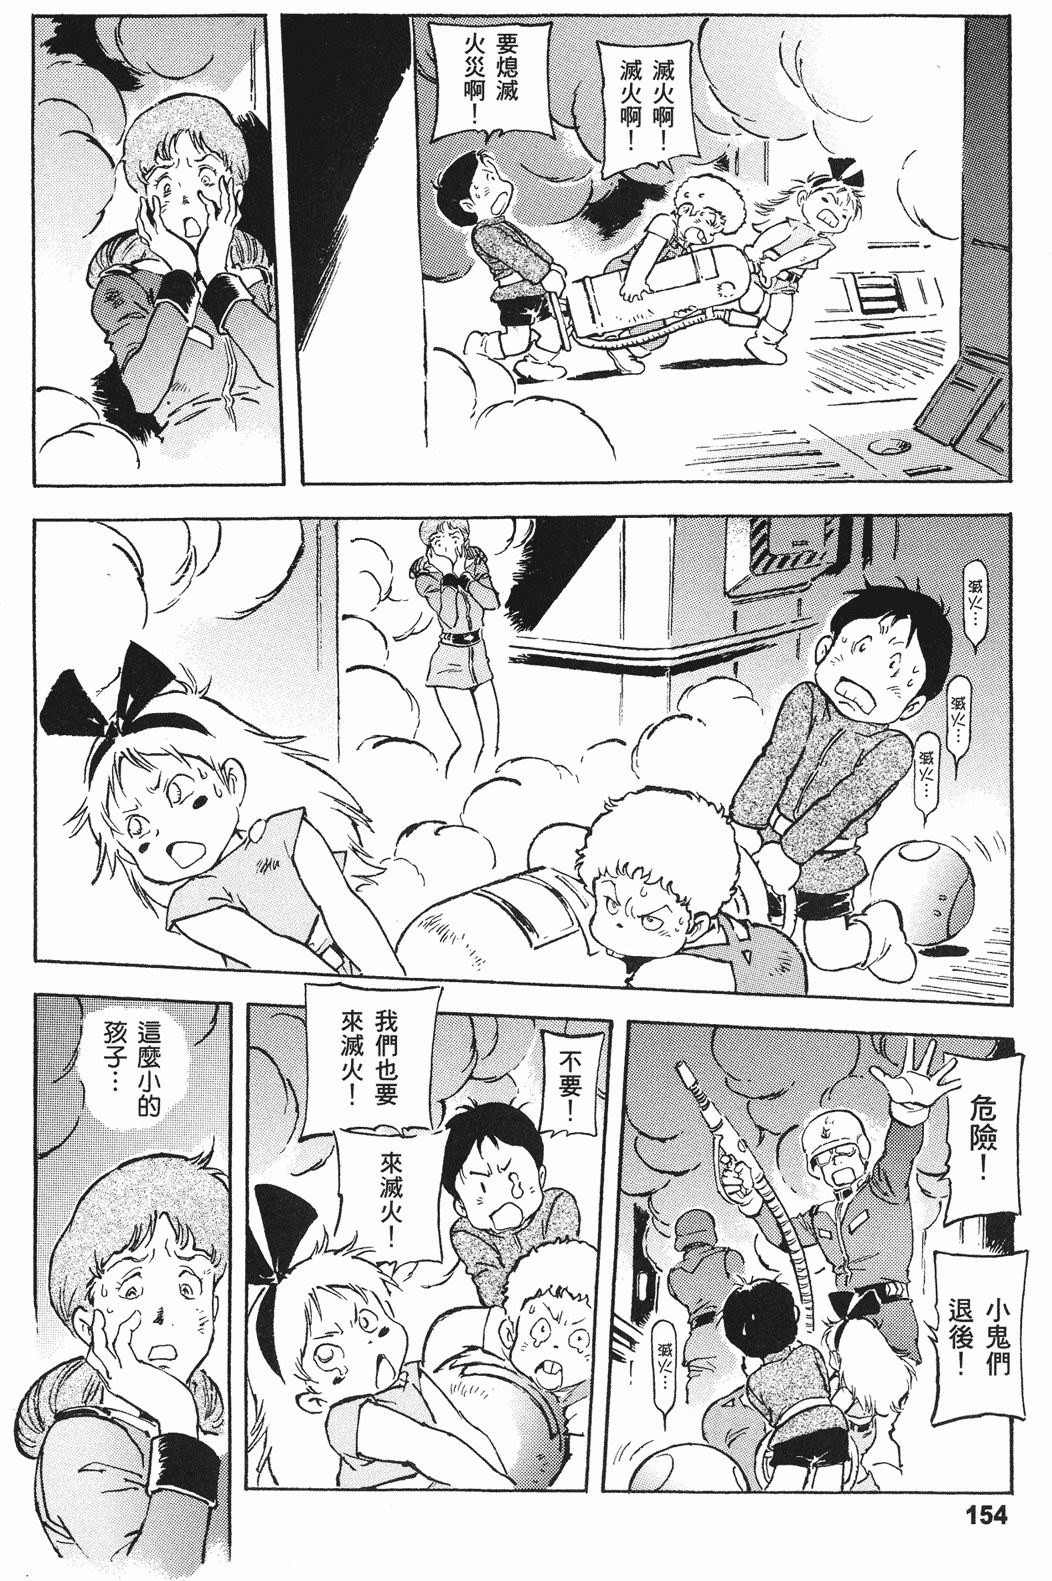 滅火啊！
滅火啊！
要熄滅
火災啊！
滅火…
滅火…
滅火…
危險！
小鬼們
退後！
滅火…
不要！
我們也要
來滅火！
來滅火！
這麼小的
孩子…
154